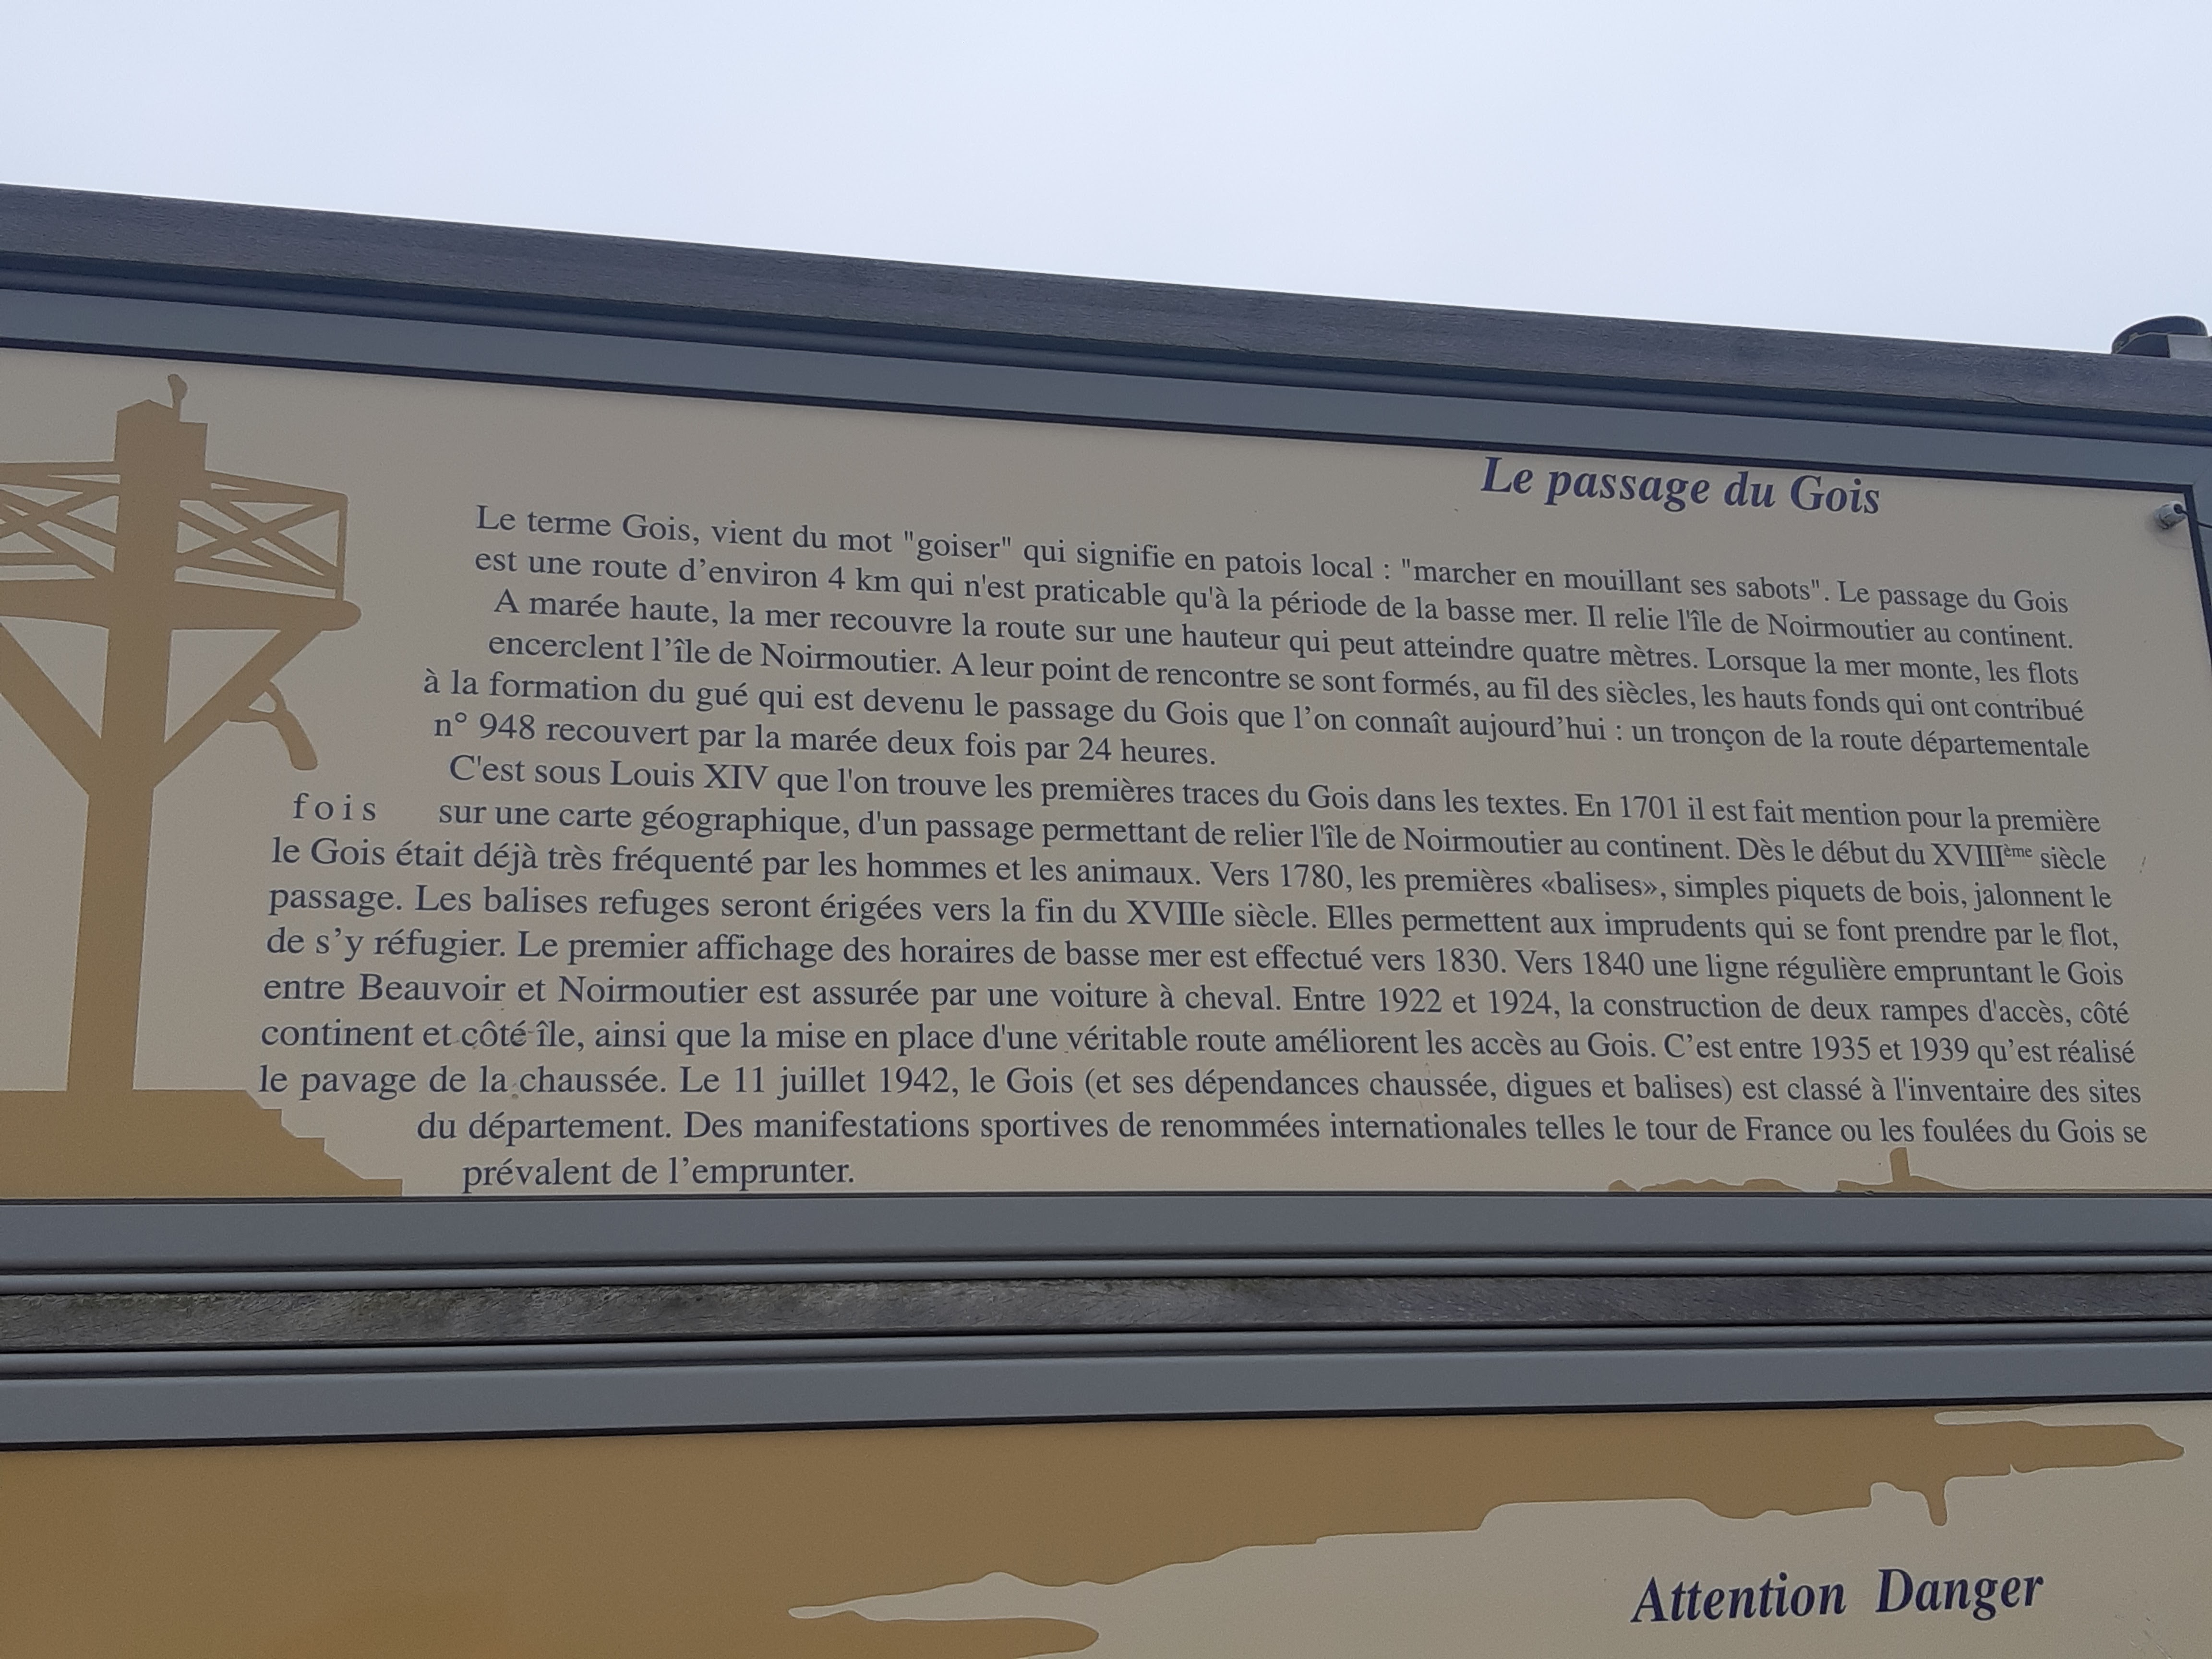 Le passage du Gois
Le terme Gois, vient du mot "goiser" qui signifie en patois local : "marcher en mouillant ses sabots". Le passage du Gois
est une route d’environ 4 km qui n'est praticable qu'à la période de la basse mer. Il relie l'île de Noirmoutier au continent.
A marée haute, la mer recouvre la route sur une hauteur qui peut atteindre quatre mètres. Lorsque la mer monte, les flots
encerclent l’île de Noirmoutier. A leur point de rencontre se sont formés, au fil des siècles, les hauts fonds qui ont contribué
à la formation du gué qui est devenu le passage du Gois que l’on connaît aujourd’hui : un tronçon de la route départementale
n° 948 recouvert par la marée deux fois par 24 heures.
C'est sous Louis XIV que l'on trouve les premières traces du Gois dans les textes. En 1701 il est fait mention pour la première
fois sur une carte géographique, d'un passage permettant de relier l'île de Noirmoutier au continent. Dès le début du XVIIIème siècle
le Gois était déjà très fréquenté par les hommes et les animaux. Vers 1780, les premières «balises», simples piquets de bois, jalonnent le
passage. Les balises refuges seront érigées vers la fin du XVIIIe siècle. Elles permettent aux imprudents qui se font prendre par le flot,
de s’y réfugier. Le premier affichage des horaires de basse mer est effectué vers 1830. Vers 1840 une ligne régulière empruntant le Gois
entre Beauvoir et Noirmoutier est assurée par une voiture à cheval. Entre 1922 et 1924, la construction de deux rampes d'accès, côté
continent et côté île, ainsi que la mise en place d'une véritable route améliorent les accès au Gois. C’est entre 1935 et 1939 qu’est réalisé
le pavage de la chaussée. Le 11 juillet 1942, le Gois (et ses dépendances chaussée, digues et balises) est classé à l'inventaire des sites
du département. Des manifestations sportives de renommées internationales telles le tour de France ou les foulées du Gois se
prévalent de l’emprunter.
Attention Danger